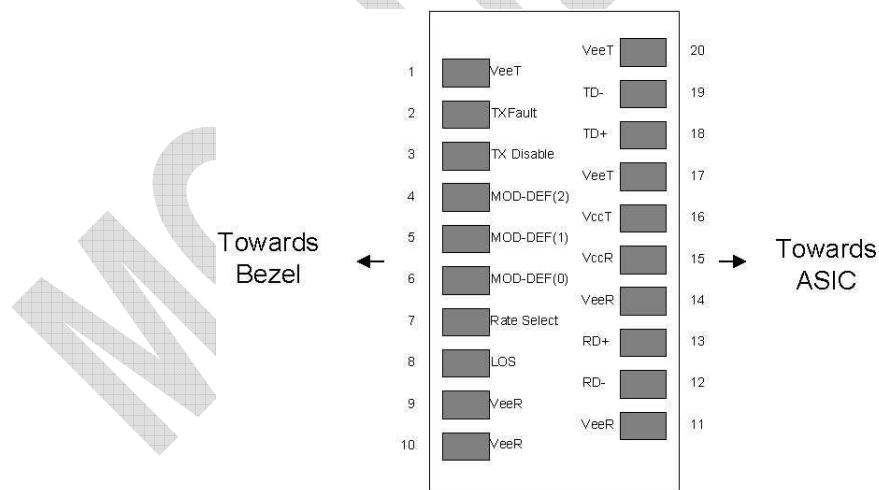 Towards
Bezel
1 VeeT
2 TXFault
3 TX Disable
4 MOD-DEF(2)
5 MOD-DEF(1)
6 MOD-DEF(0)
7 Rate Select
8 LOS
9 VeeR
10 VeeR
VeeT 20
TD- 19
TD+ 18
VeeT 17
VccT 16
VccR 15
VeeR 14
RD+ 13
RD- 12
VeeR 11
Towards
ASIC